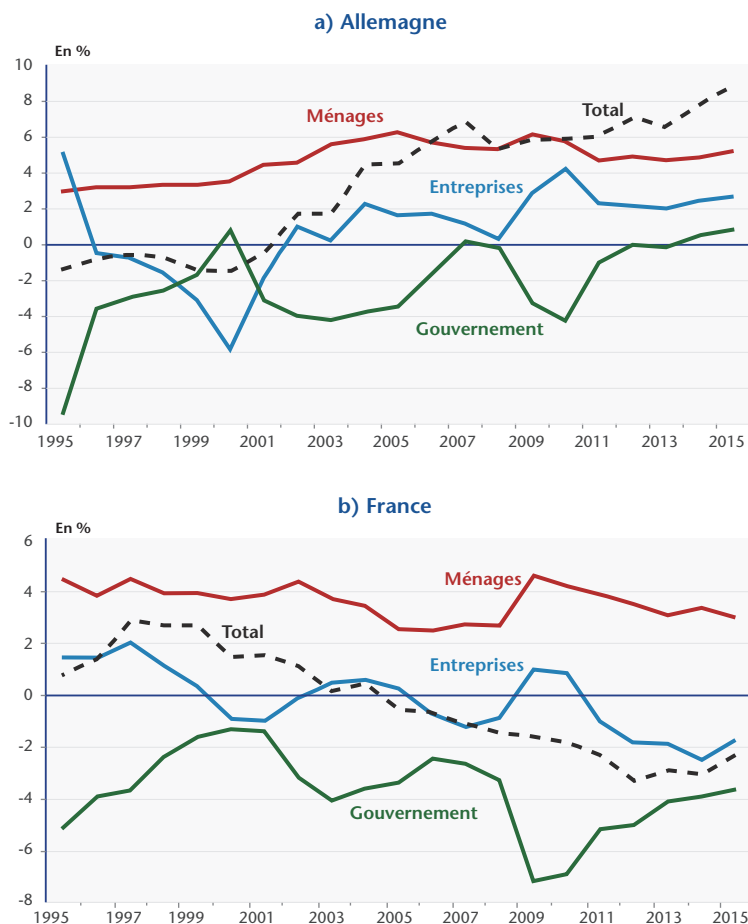 a) Allemagne
En %
10
8
6
4
2
0
-2
-4
-6
-8
-10
Ménages
Total
Entreprises
Gouvernement
1995 1997 1999 2001 2003 2005 2007 2009 2011 2013 2015
b) France
En %
6
4
2
0
-2
-4
-6
-8
Ménages
Total
Entreprises
Gouvernement
1995 1997 1999 2001 2003 2005 2007 2009 2011 2013 2015